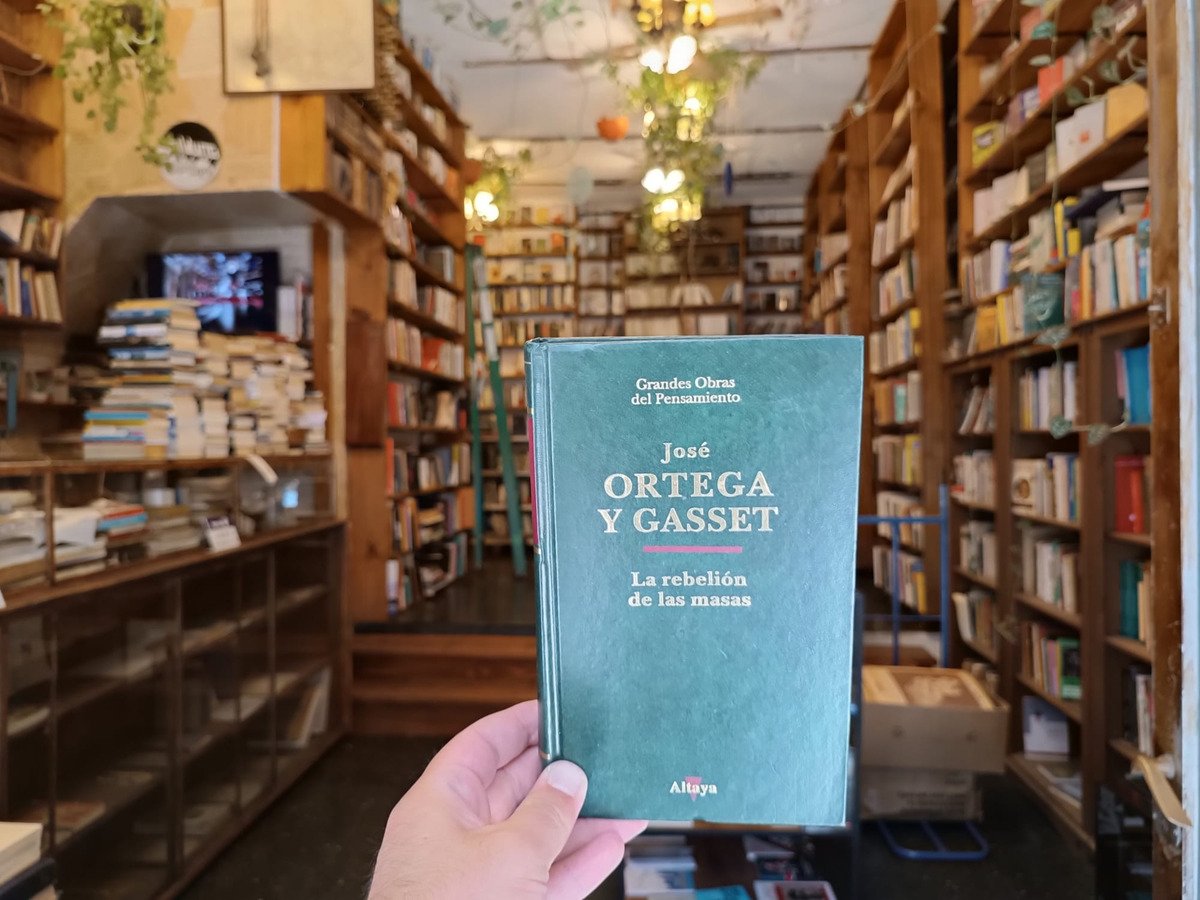 Grandes Obras
del Pensamiento
José
ORTEGA
Y GASSET
La rebelión
de las masas
Altaya